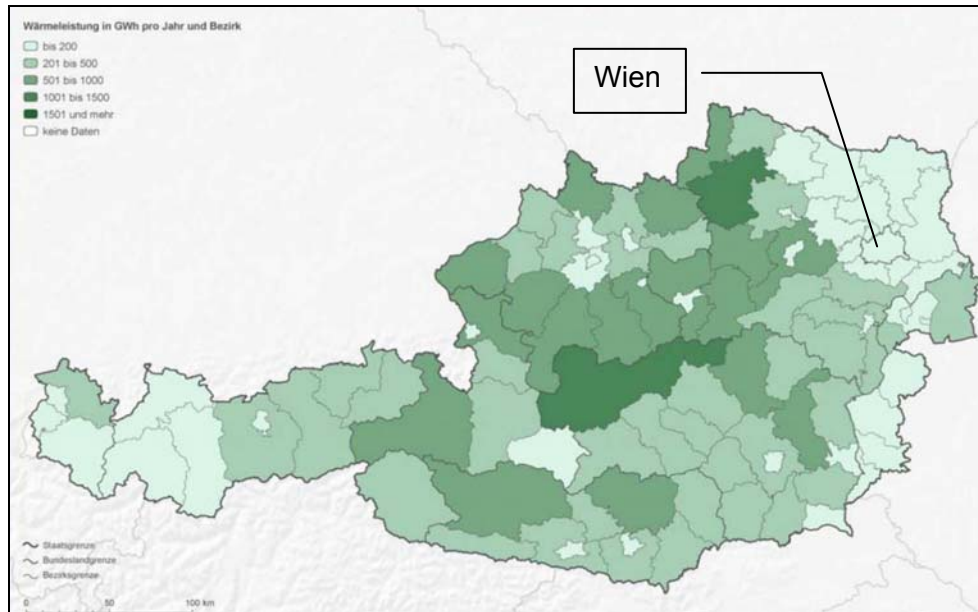 Wärmeleistung in GWh pro Jahr und Bezirk
bis 200
201 bis 500
501 bis 1000
1001 bis 1500
1501 und mehr
keine Daten
Wien
Staatsgrenze
Bundeslandgrenze
Bezirksgrenze
0 50 100 km